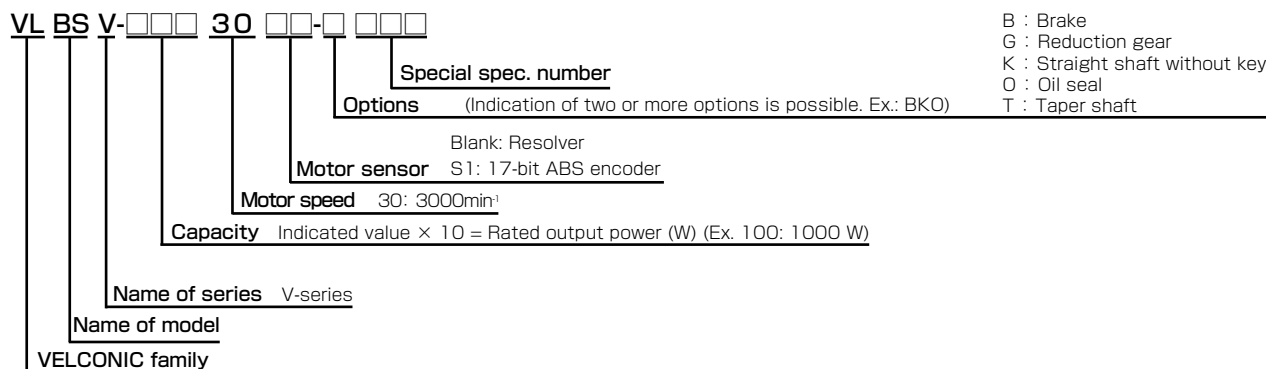 VL BS V-□□□ 30 □□-□ □□□
B : Brake
G : Reduction gear
K : Straight shaft without key
O : Oil seal
T : Taper shaft
Special spec. number
Options (Indication of two or more options is possible. Ex.: BKO)
Blank: Resolver
Motor sensor S1: 17-bit ABS encoder
Motor speed 30: 3000min-1
Capacity Indicated value × 10 = Rated output power (W) (Ex. 100: 1000 W)
Name of series V-series
Name of model
VELCONIC family